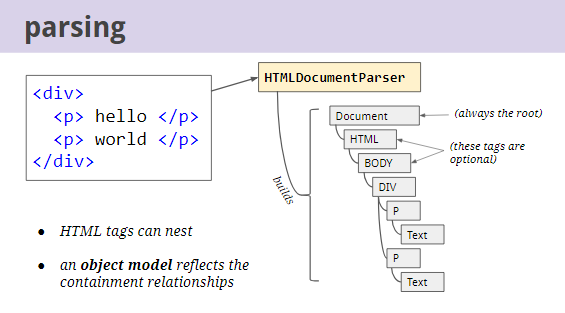 parsing
<div>
<p> hello </p>
<p> world </p>
</div>
HTMLDocumentParser
builds
Document
HTML
BODY
DIV
P
Text
P
Text
(always the root)
(these tags are
optional)
● HTML tags can nest
● an object model reflects the
containment relationships